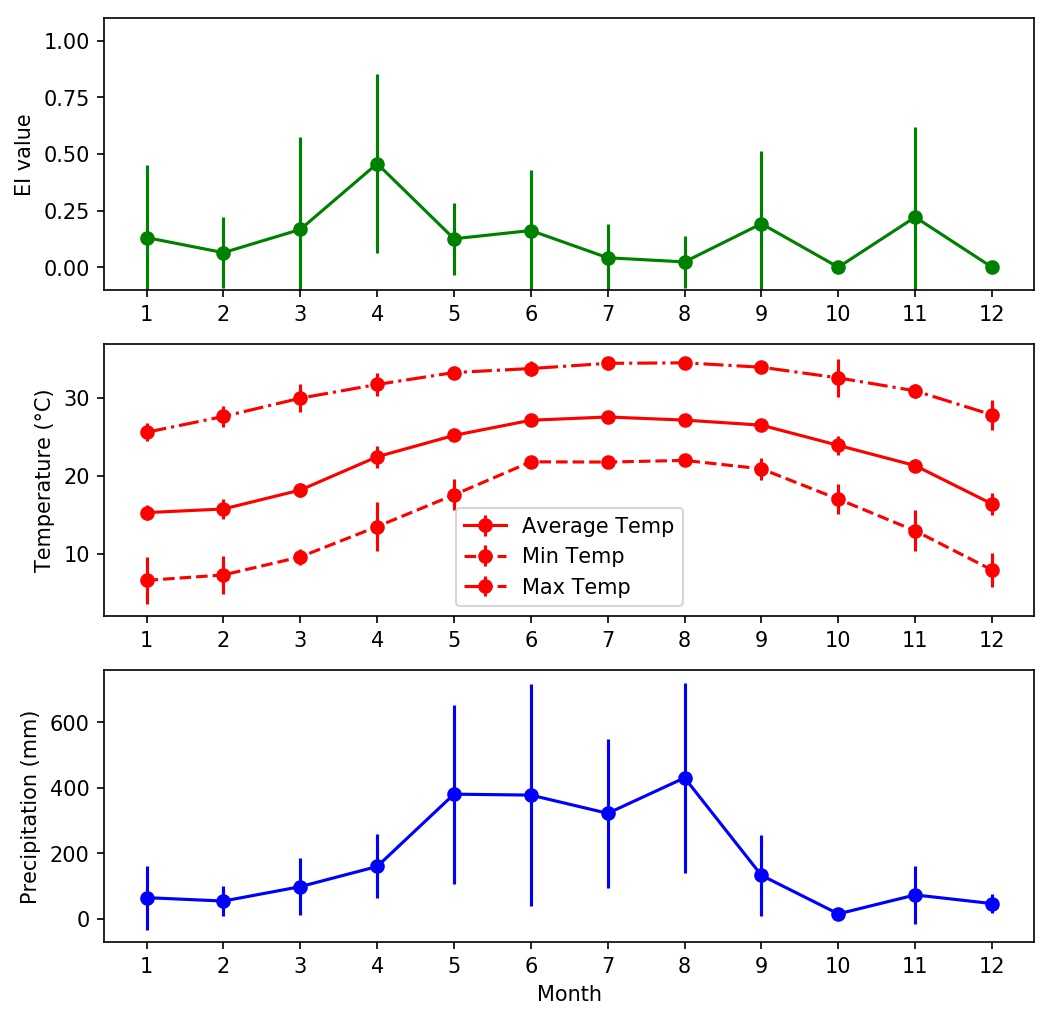 EI value
1.00
0.75
0.50
0.25
0.00
1 2 3 4 5 6 7 8 9 10 11 12
Temperature (°C)
30
20
10
Average Temp
Min Temp
Max Temp
1 2 3 4 5 6 7 8 9 10 11 12
Precipitation (mm)
600
400
200
0
1 2 3 4 5 6 7 8 9 10 11 12
Month